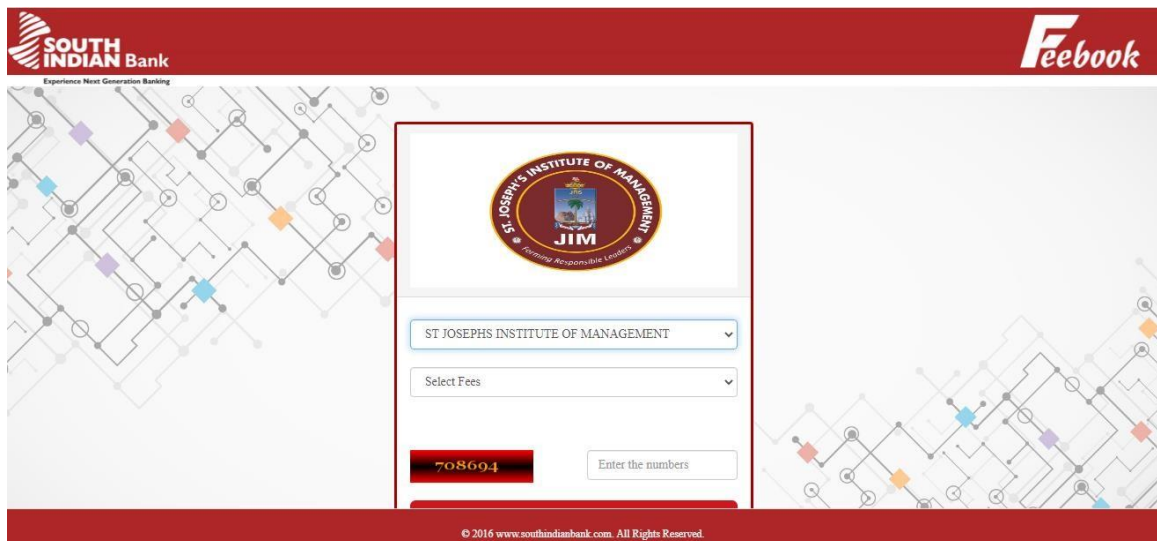 SOUTH
INDIAN Bank
Experience Next Generation Banking
Feebook
ST. JOSEPH'S INSTITUTE OF MANAGEMENT
JIM
Forming Responsible Leaders
ST JOSEPHS INSTITUTE OF MANAGEMENT
Select Fees
708694
Enter the numbers
© 2016 www.southindianbank.com. All Rights Reserved.